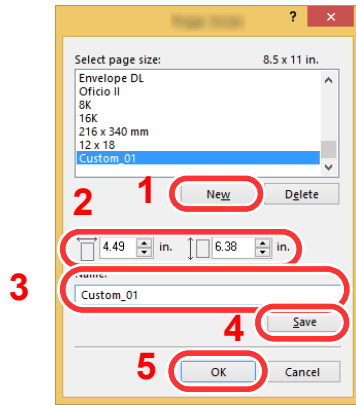 ? ×
Select page size: 8.5 x 11 in.
Envelope DL
Oficio II
8K
16K
216 x 340 mm
12 x 18
Custom_01
1 New Delete
2
4.49 in. 6.38 in.
Name:
3
Custom_01
4 Save
5 OK Cancel